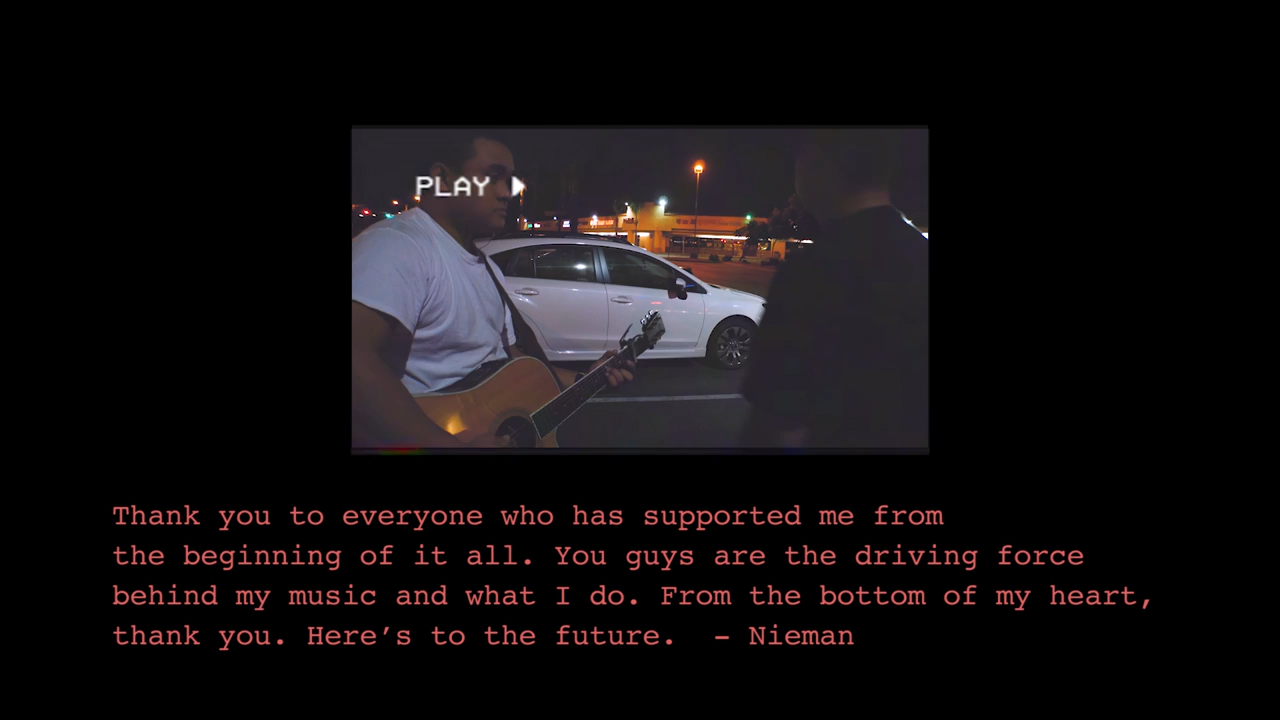 PLAY
Thank you to everyone who has supported me from
the beginning of it all. You guys are the driving force
behind my music and what I do. From the bottom of my heart,
thank you. Here’s to the future.  – Nieman